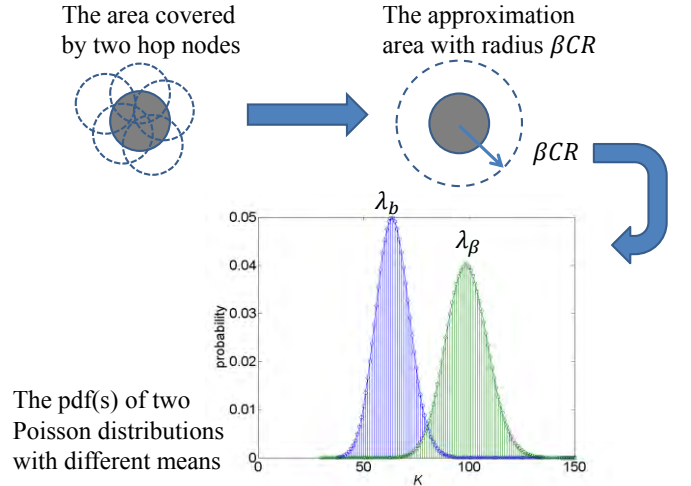 The area covered
by two hop nodes
The approximation
area with radius βCR
βCR
λ_b
λ_β
0.05
0.04
0.03
0.02
0.01
0
probability
0
50
100
150
K
The pdf(s) of two
Poisson distributions
with different means